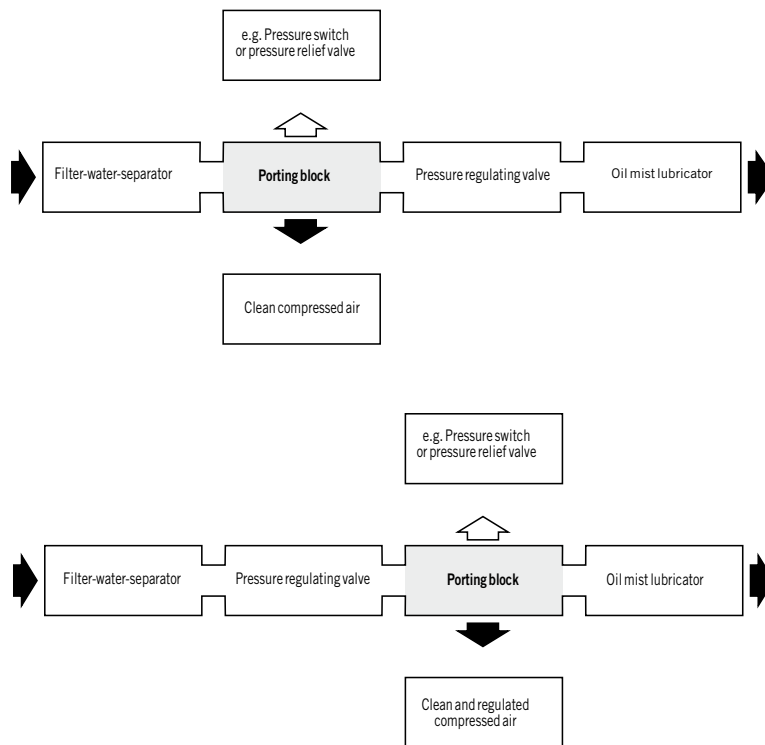 e.g. Pressure switch
or pressure relief valve
Filter-water-separator
Porting block
Pressure regulating valve
Oil mist lubricator
Clean compressed air
e.g. Pressure switch
or pressure relief valve
Filter-water-separator
Pressure regulating valve
Porting block
Oil mist lubricator
Clean and regulated
compressed air